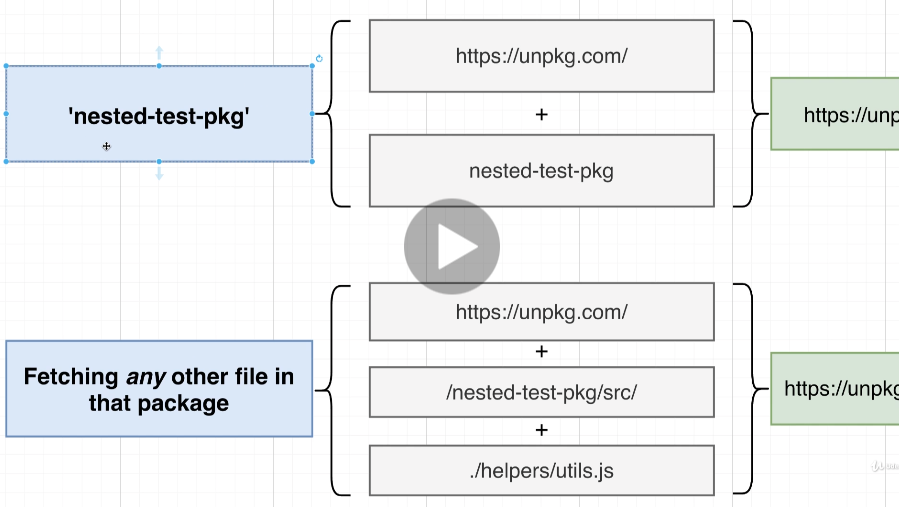 'nested-test-pkg'
https://unpkg.com/
+
nested-test-pkg
https://unp
Fetching any other file in
that package
https://unpkg.com/
+
/nested-test-pkg/src/
+
./helpers/utils.js
https://unpkg